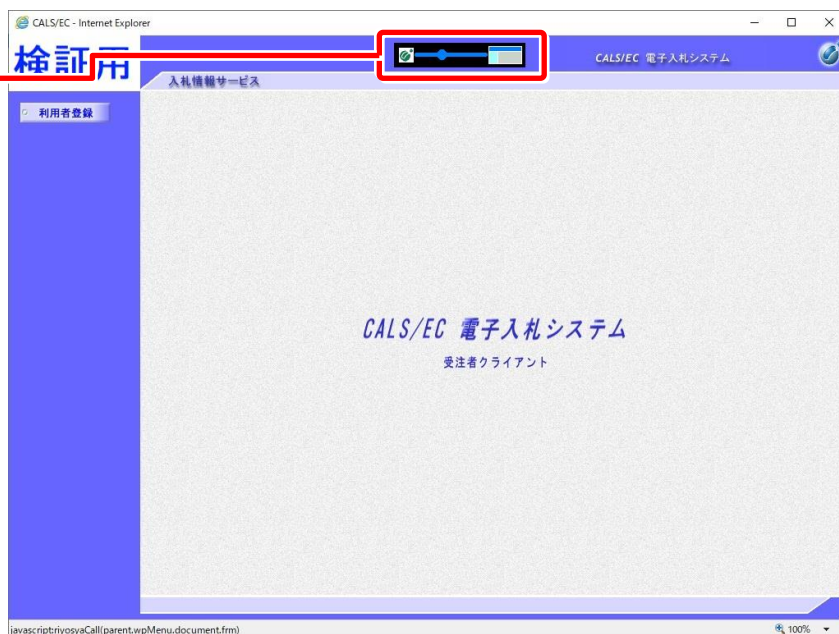 CALS/EC - Internet Explorer
検証用
CALS/EC 電子入札システム
入札情報サービス
利用者登録
CALS/EC 電子入札システム
受注者クライアント
javascript:riyosyaCall(parent.wpMenu.document.frm)
100%